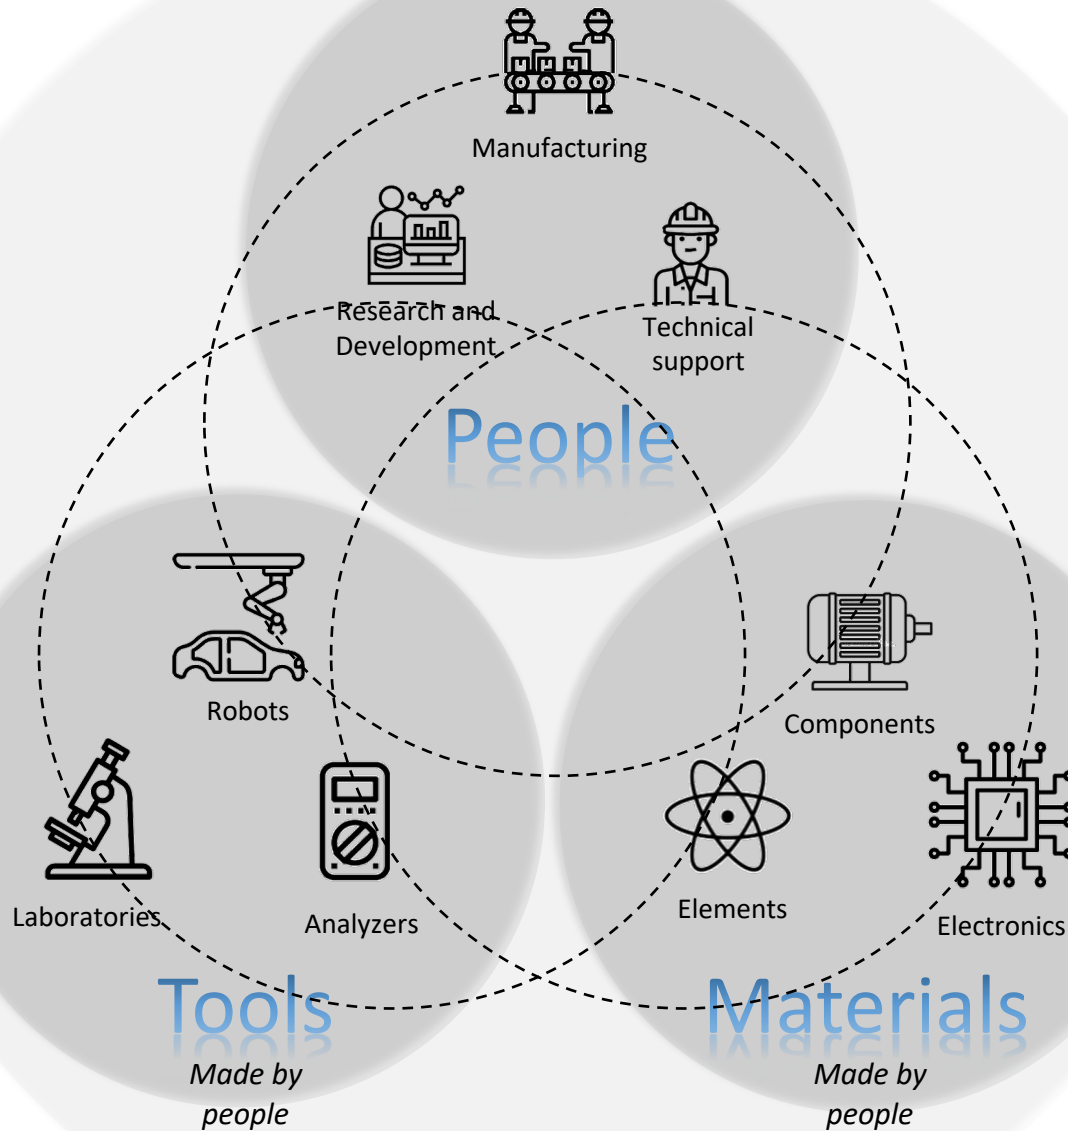 Manufacturing
Research and
Development
Technical
support
People
Robots
Components
Laboratories
Analyzers
Elements
Electronics
Tools
Materials
Made by
people
Made by
people